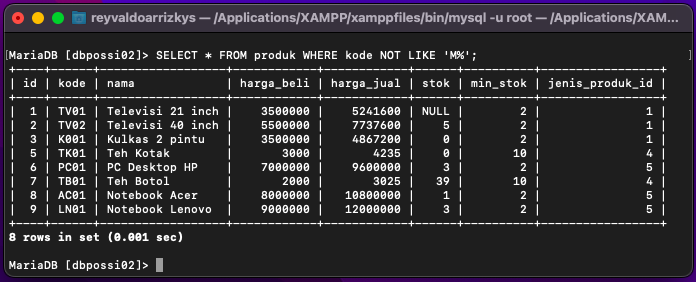 reyvaldoarrizkys — /Applications/XAMPP/xamppfiles/bin/mysql -u root — /Applications/XAM...
[MariaDB [dbpossi02]> SELECT * FROM produk WHERE kode NOT LIKE 'M%'; ]
+----+------+-----------------+------------+------------+------+----------+-----------------+
| id | kode | nama | harga_beli | harga_jual | stok | min_stok | jenis_produk_id |
+----+------+-----------------+------------+------------+------+----------+-----------------+
| 1 | TV01 | Televisi 21 inch | 3500000 | 5241600 | NULL | 2 | 1 |
| 2 | TV02 | Televisi 40 inch | 5500000 | 7737600 | 5 | 2 | 1 |
| 3 | K001 | Kulkas 2 pintu | 3500000 | 4867200 | 0 | 2 | 1 |
| 5 | TK01 | Teh Kotak | 3000 | 4235 | 0 | 10 | 4 |
| 6 | PC01 | PC Desktop HP | 7000000 | 9600000 | 3 | 2 | 5 |
| 7 | TB01 | Teh Botol | 2000 | 3025 | 39 | 10 | 4 |
| 8 | AC01 | Notebook Acer | 8000000 | 10800000 | 1 | 2 | 5 |
| 9 | LN01 | Notebook Lenovo | 9000000 | 12000000 | 3 | 2 | 5 |
+----+------+-----------------+------------+------------+------+----------+-----------------+
8 rows in set (0.001 sec)
MariaDB [dbpossi02]>